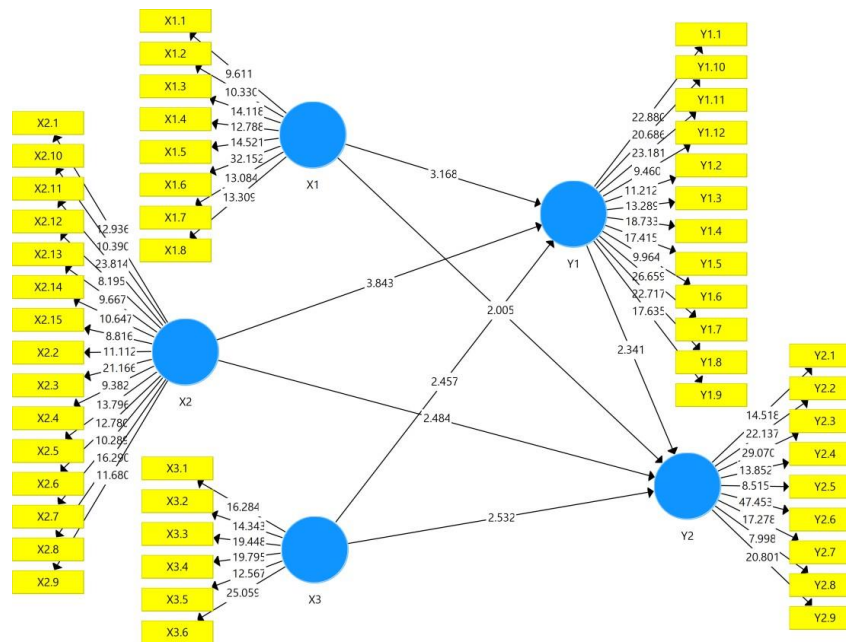 X1.1
X1.2
X1.3
X1.4
X1.5
X1.6
X1.7
X1.8
9.611
10.330
14.118
12.788
14.521
32.152
13.084
13.309
X1
X2.1
X2.10
X2.11
X2.12
X2.13
X2.14
X2.15
X2.2
X2.3
X2.4
X2.5
X2.6
X2.7
X2.8
X2.9
12.936
10.390
23.814
8.195
9.667
10.647
8.816
11.112
21.166
9.382
13.796
12.780
10.289
16.290
11.680
X2
X3.1
X3.2
X3.3
X3.4
X3.5
X3.6
16.284
14.343
19.448
19.795
12.567
25.059
X3
3.168
3.843
2.005
2.457
2.484
2.532
2.341
Y1
22.880
20.686
23.181
9.460
11.212
13.289
18.733
17.415
9.964
26.659
22.717
17.635
Y1.1
Y1.10
Y1.11
Y1.12
Y1.2
Y1.3
Y1.4
Y1.5
Y1.6
Y1.7
Y1.8
Y1.9
Y2
14.518
22.137
29.070
13.852
8.515
47.453
17.278
7.998
20.801
Y2.1
Y2.2
Y2.3
Y2.4
Y2.5
Y2.6
Y2.7
Y2.8
Y2.9